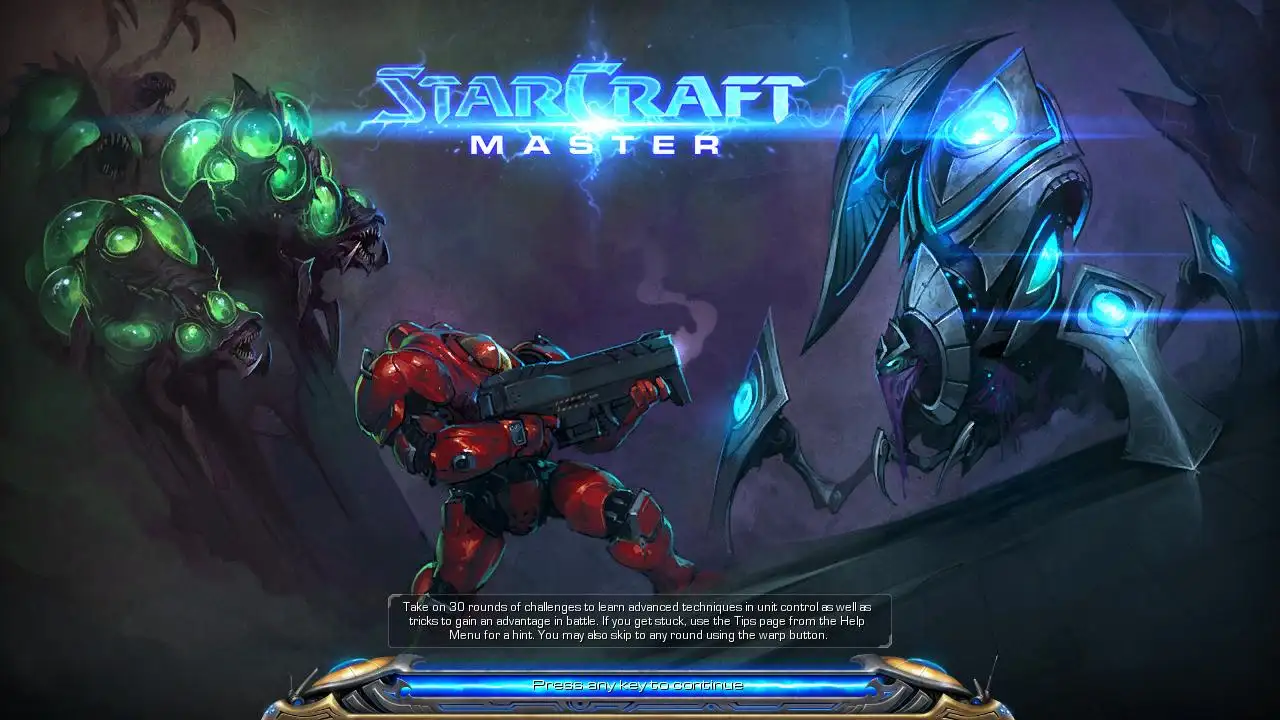 STARCRAFT
MASTER
Take on 30 rounds of challenges to learn advanced techniques in unit control as well as
tricks to gain an advantage in battle. If you get stuck, use the Tips page from the Help
Menu for a hint. You may also skip to any round using the warp button.
Press any key to continue